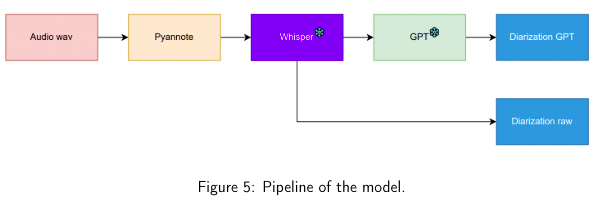 Audio wav
Pyannote
Whisper
GPT
Diarization GPT
Diarization raw
Figure 5: Pipeline of the model.